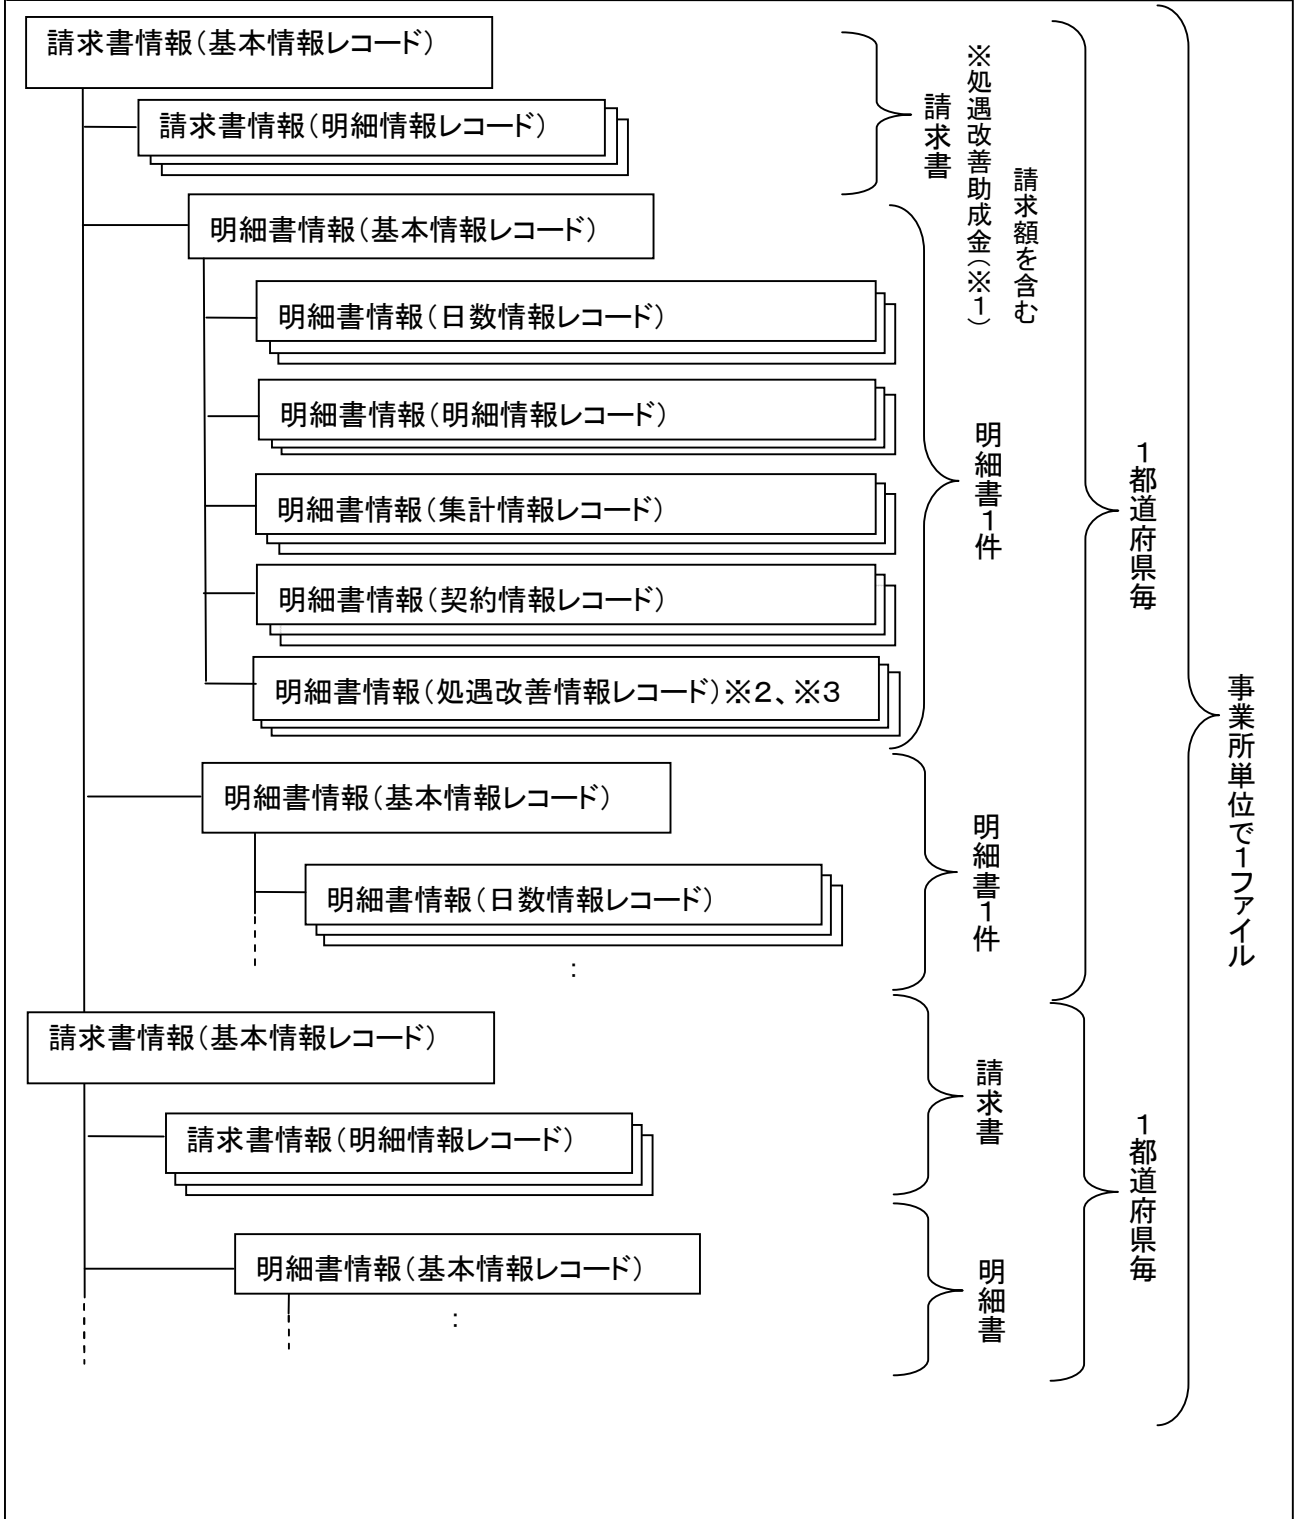 請求書情報（基本情報レコード）
請求書情報（明細情報レコード）
請求書
※処遇改善助成金（※1）
請求額を含む
明細書情報（基本情報レコード）
明細書情報（日数情報レコード）
明細書情報（明細情報レコード）
明細書情報（集計情報レコード）
明細書情報（契約情報レコード）
明細書情報（処遇改善情報レコード）※2、※3
明細書1件
明細書情報（基本情報レコード）
明細書情報（日数情報レコード）
：
明細書1件
1都道府県毎
請求書情報（基本情報レコード）
請求書情報（明細情報レコード）
請求書
明細書情報（基本情報レコード）
：
明細書
1都道府県毎
事業所単位で1ファイル